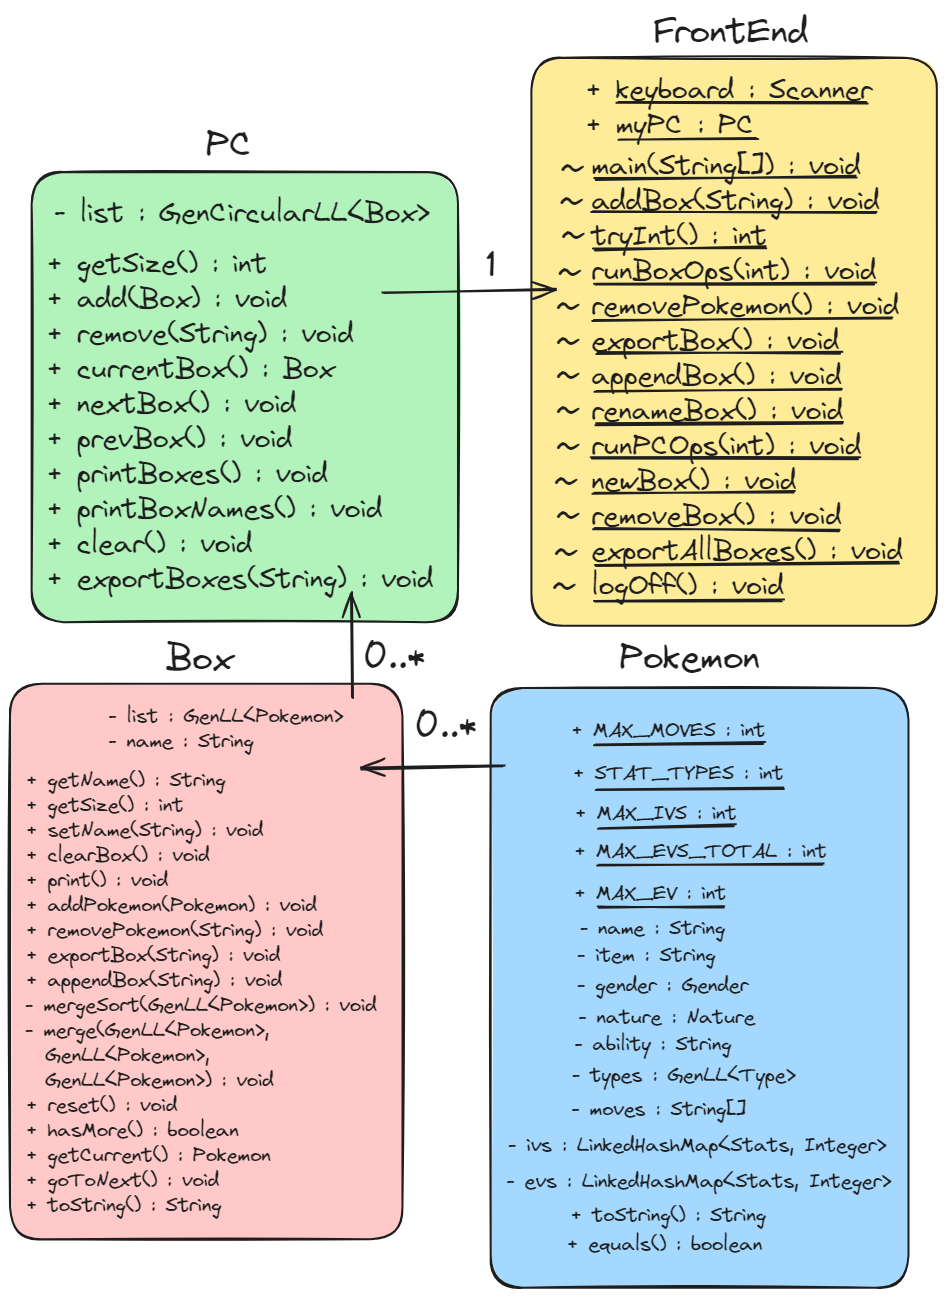 FrontEnd
+ keyboard : Scanner
+ myPC : PC
~ main(String[]) : void
~ addBox(String) : void
~ tryInt() : int
~ runBoxOps(int) : void
~ removePokemon() : void
~ exportBox() : void
~ appendBox() : void
~ renameBox() : void
~ runPCOps(int) : void
~ newBox() : void
~ removeBox() : void
~ exportAllBoxes() : void
~ logOff() : void
PC
- list : GenCircularLL<Box>
+ getSize() : int
+ add(Box) : void
+ remove(String) : void
+ currentBox() : Box
+ nextBox() : void
+ prevBox() : void
+ printBoxes() : void
+ printBoxNames() : void
+ clear() : void
+ exportBoxes(String) : void
1
0..*
Box
- list : GenLL<Pokemon>
- name : String
+ getName() : String
+ getSize() : int
+ setName(String) : void
+ clearBox() : void
+ print() : void
+ addPokemon(Pokemon) : void
+ removePokemon(String) : void
+ exportBox(String) : void
+ appendBox(String) : void
- mergeSort(GenLL<Pokemon>) : void
- merge(GenLL<Pokemon>,
GenLL<Pokemon>,
GenLL<Pokemon>) : void
+ reset() : void
+ hasMore() : boolean
+ getCurrent() : Pokemon
+ goToNext() : void
+ toString() : String
0..*
Pokemon
+ MAX_MOVES : int
+ STAT_TYPES : int
+ MAX_IVS : int
+ MAX_EVS_TOTAL : int
+ MAX_EV : int
- name : String
- item : String
- gender : Gender
- nature : Nature
- ability : String
- types : GenLL<Type>
- moves : String[]
- ivs : LinkedHashMap<Stats, Integer>
- evs : LinkedHashMap<Stats, Integer>
+ toString() : String
+ equals() : boolean